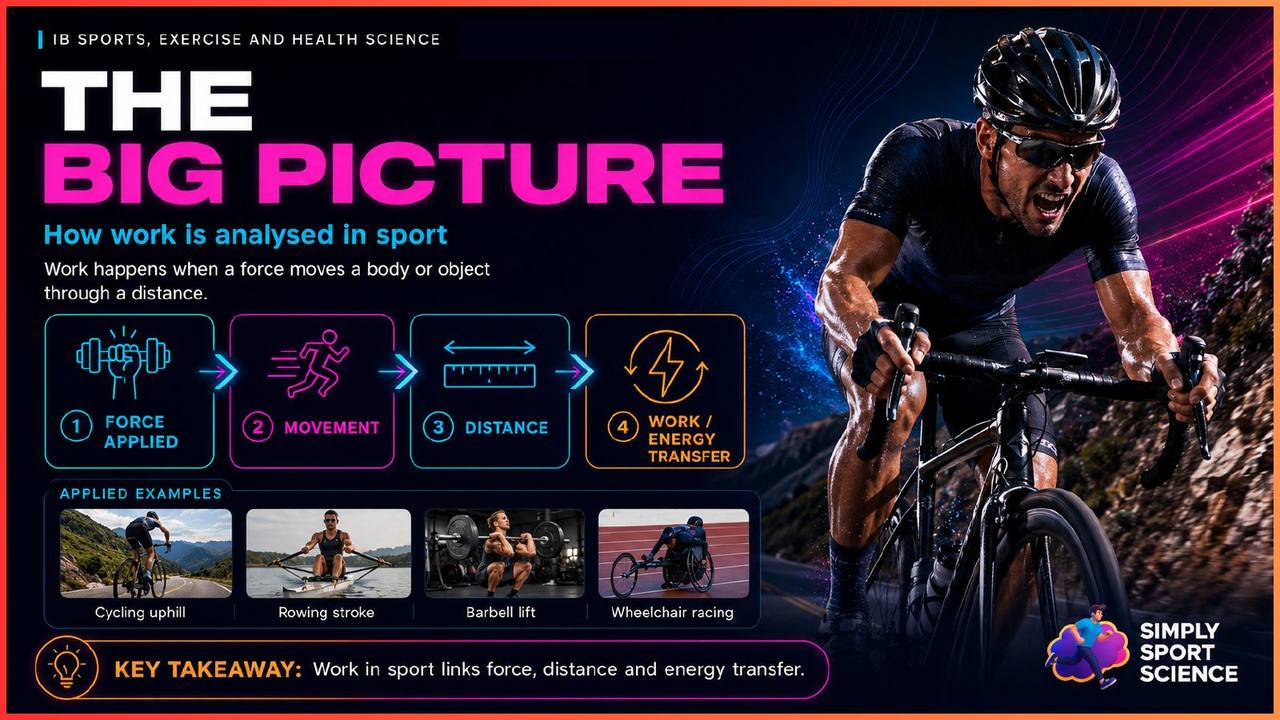 IB SPORTS, EXERCISE AND HEALTH SCIENCE
THE
BIG PICTURE
How work is analysed in sport
Work happens when a force moves a body or object
through a distance.
1 FORCE
APPLIED
2 MOVEMENT
3 DISTANCE
4 WORK /
ENERGY
TRANSFER
APPLIED EXAMPLES
Cycling uphill
Rowing stroke
Barbell lift
Wheelchair racing
KEY TAKEAWAY: Work in sport links force, distance and energy transfer.
SIMPLY
SPORT
SCIENCE